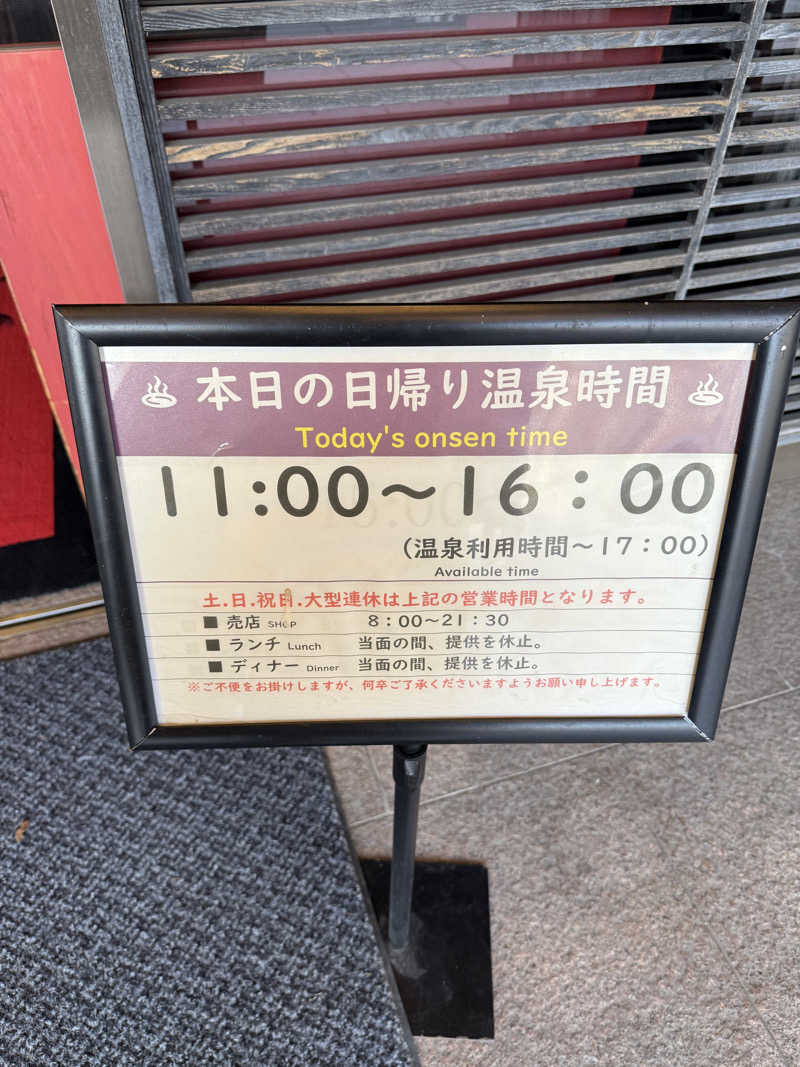 本日の日帰り温泉時間
Today's onsen time
11:00～16：00
(温泉利用時間～17：00)
Available time
土.日.祝日.大型連休は上記の営業時間となります。
■ 売店 SHOP 8：00～21：30
■ ランチ Lunch 当面の間、提供を休止。
■ ディナー Dinner 当面の間、提供を休止。
※ご不便をお掛けしますが、何卒ご了承くださいますようお願い申し上げます。